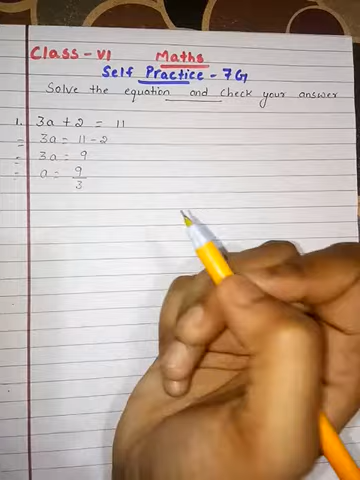 Class - VI Maths
Self Practice - 7G
Solve the equation and check your answer
1. 3a + 2 = 11
= 3a = 11 - 2
= 3a = 9
= a = 9/3